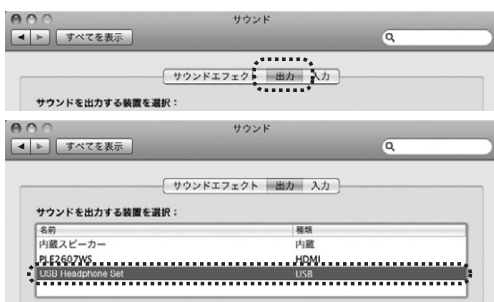 サウンド
すべてを表示
サウンドエフェクト 出力 入力
サウンドを出力する装置を選択：
サウンド
すべてを表示
サウンドエフェクト 出力 入力
サウンドを出力する装置を選択：
名前 種類
内蔵スピーカー 内蔵
PLE2607WS HDMI
USB Headphone Set USB